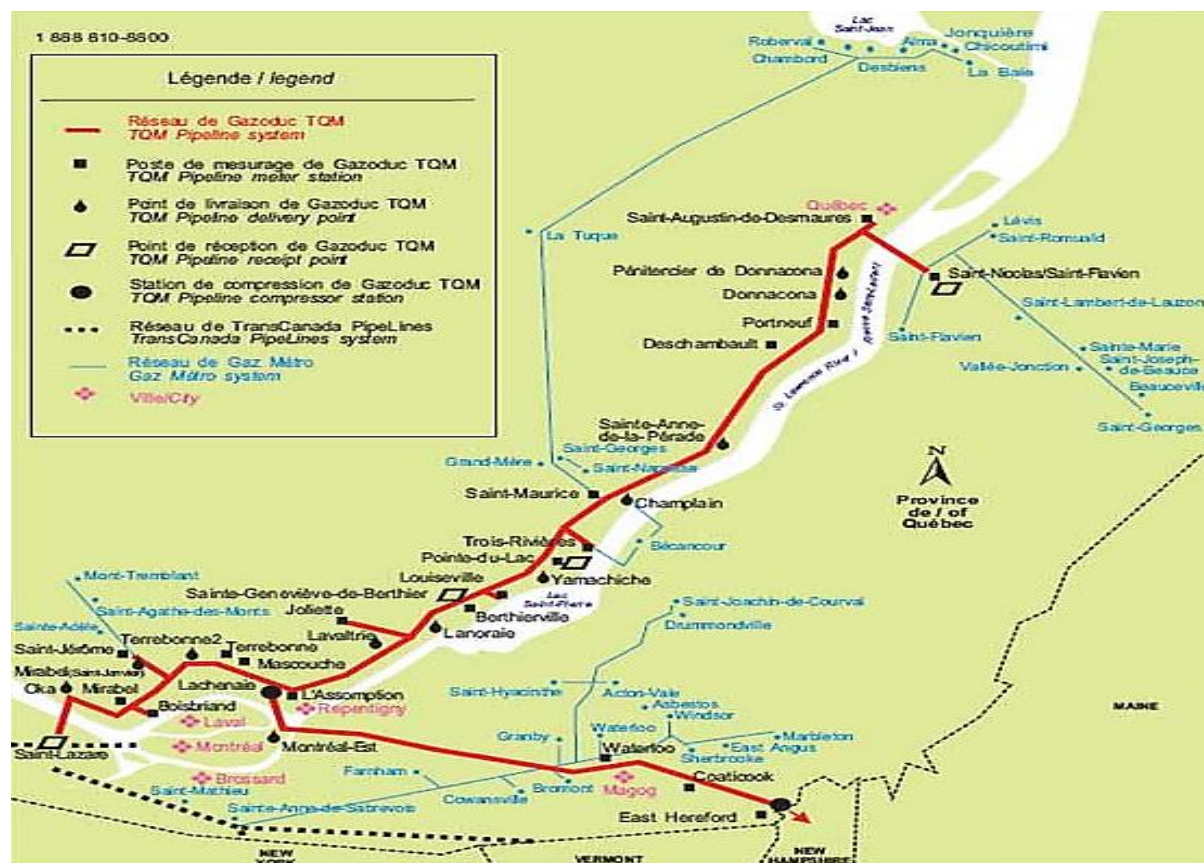 1 888 810-8800
Légende / legend
Réseau de Gazoduc TQM
TQM Pipeline system
Poste de mesurage de Gazoduc TQM
TQM Pipeline meter station
Point de livraison de Gazoduc TQM
TQM Pipeline delivery point
Point de réception de Gazoduc TQM
TQM Pipeline receipt point
Station de compression de Gazoduc TQM
TQM Pipeline compressor station
Réseau de TransCanada PipeLines
TransCanada PipeLines system
Réseau de Gaz Métro
Gaz Métro system
Ville/City
Lac
Saint-Jean
Roberval
Alma
Jonquière
Chicoutimi
Chambord
Desbiens
La Baie
La Tuque
Québec
Saint-Augustin-de-Desmaures
Lévis
Saint-Romuald
Pénitencier de Donnacona
Saint-Nicolas/Saint-Flavien
Donnacona
Saint-Lambert-de-Lauzon
Portneuf
Saint-Flavien
Deschambault
Sainte-Marie
Vallée-Jonction
Saint-Joseph-
de-Beauce
Beauceville
Saint-Georges
St. Lawrence River /
Sainte-Anne-
de-la-Pérade
Saint-Georges
Grand-Mère
Saint-Narcisse
Saint-Maurice
Champlain
N
Province
de / of
Québec
Trois-Rivières
Bécancour
Pointe-du-Lac
Louiseville
Yamachiche
Mont-Tremblant
Sainte-Geneviève-de-Berthier
Lac
Saint-Pierre
Saint-Agathe-des-Monts
Joliette
Berthierville
Saint-Joachin-de-Courval
Drummondville
Sainte-Adèle
Lavaltrie
Lanoraie
Terrebonne2
Terrebonne
Saint-Jérôme
Mascouche
Mirabel(Saint-Janvier)
Oka
Mirabel
Lachenaie
L'Assomption
Repentigny
Boisbriand
Laval
Saint-Hyacinthe
Acton-Vale
Asbestos
Windsor
MAINE
Montréal
Montréal-Est
Saint-Lazare
Granby
Waterloo
Waterloo
Marbleton
East Angus
Sherbrooke
Brossard
Farnham
Bromont
Magog
Coaticook
Saint-Mathieu
Cowansville
Sainte-Anne-de-Sabrevois
East Hereford
NEW
YORK
VERMONT
NEW
HAMPSHIRE